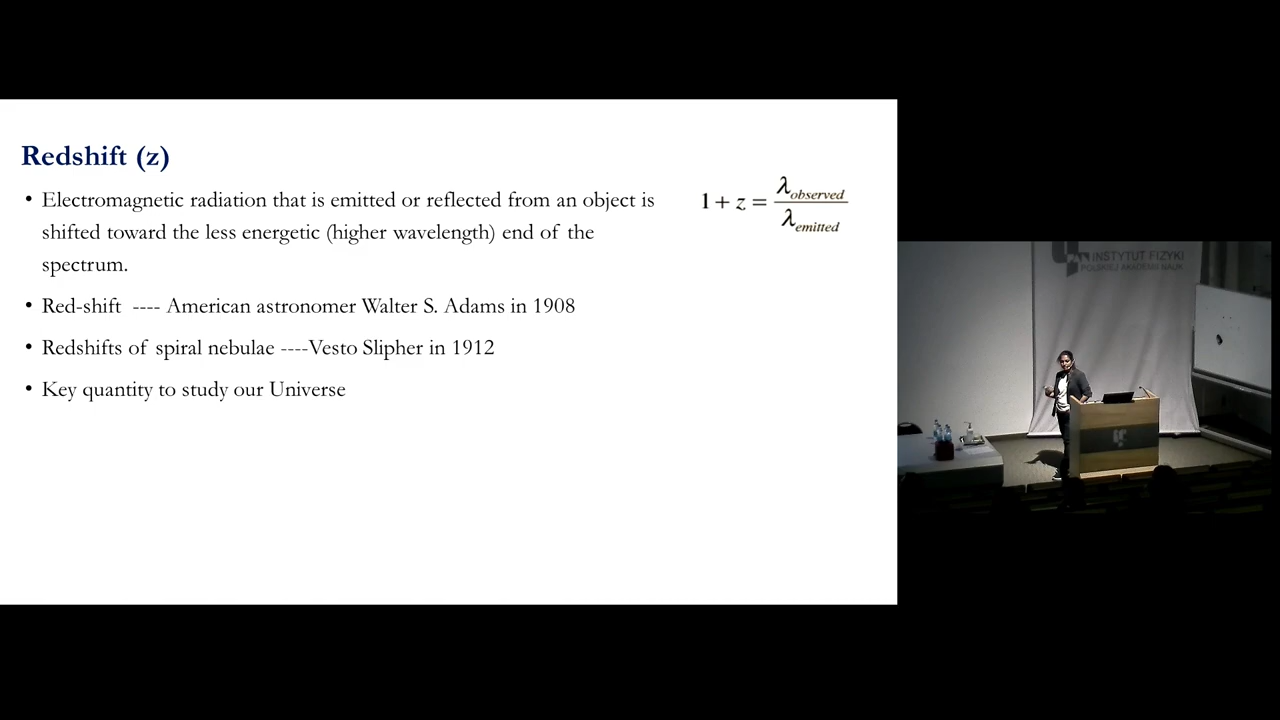 Redshift (z)
• Electromagnetic radiation that is emitted or reflected from an object is
shifted toward the less energetic (higher wavelength) end of the
spectrum.
• Red-shift ---- American astronomer Walter S. Adams in 1908
• Redshifts of spiral nebulae ----Vesto Slipher in 1912
• Key quantity to study our Universe
1 + z = λobserved / λemitted
INSTYTUT FIZYKI
POLSKIEJ AKADEMII NAUK